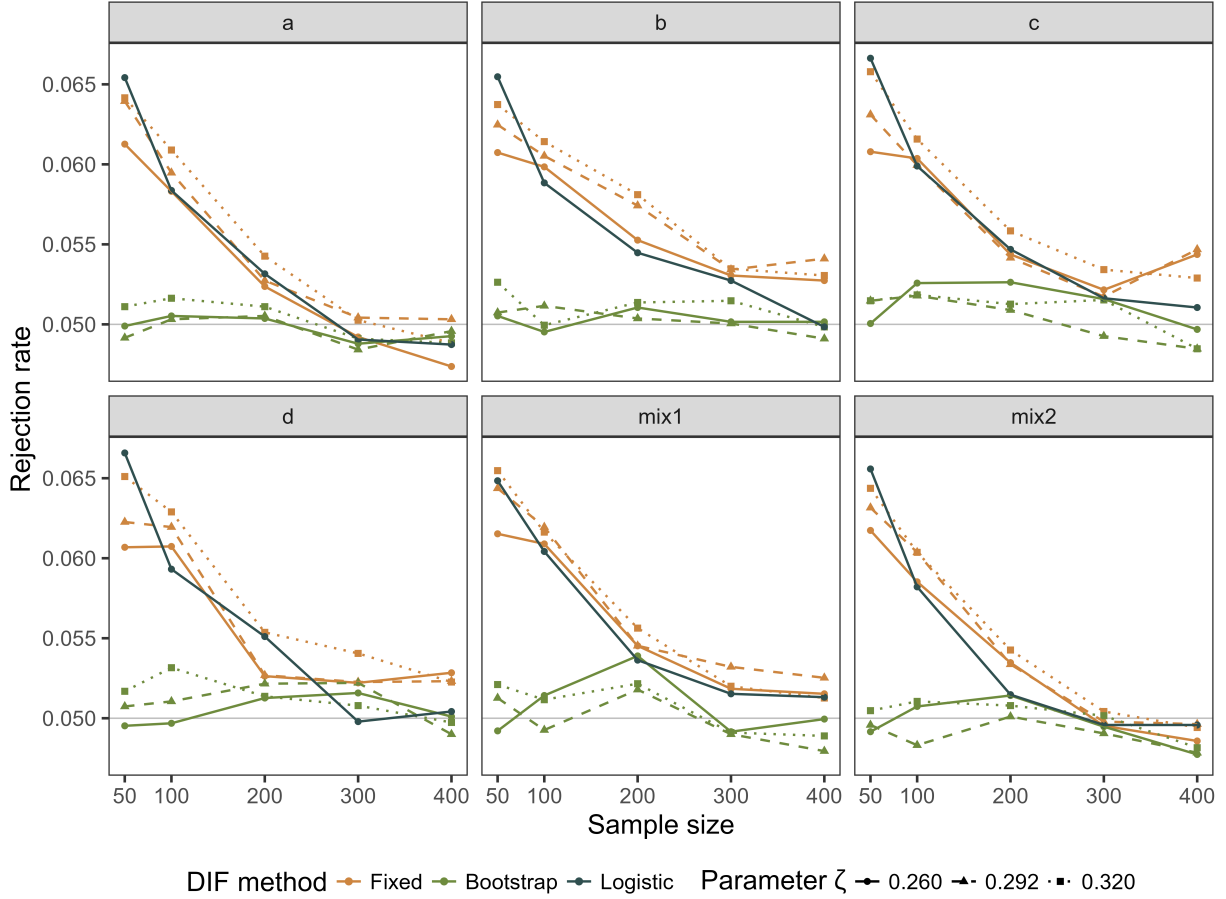 a b c
0.065
0.060
0.055
0.050
Rejection rate
d mix1 mix2
0.065
0.060
0.055
0.050
50 100 200 300 400 50 100 200 300 400 50 100 200 300 400
Sample size
DIF method Fixed Bootstrap Logistic Parameter ζ 0.260 0.292 0.320